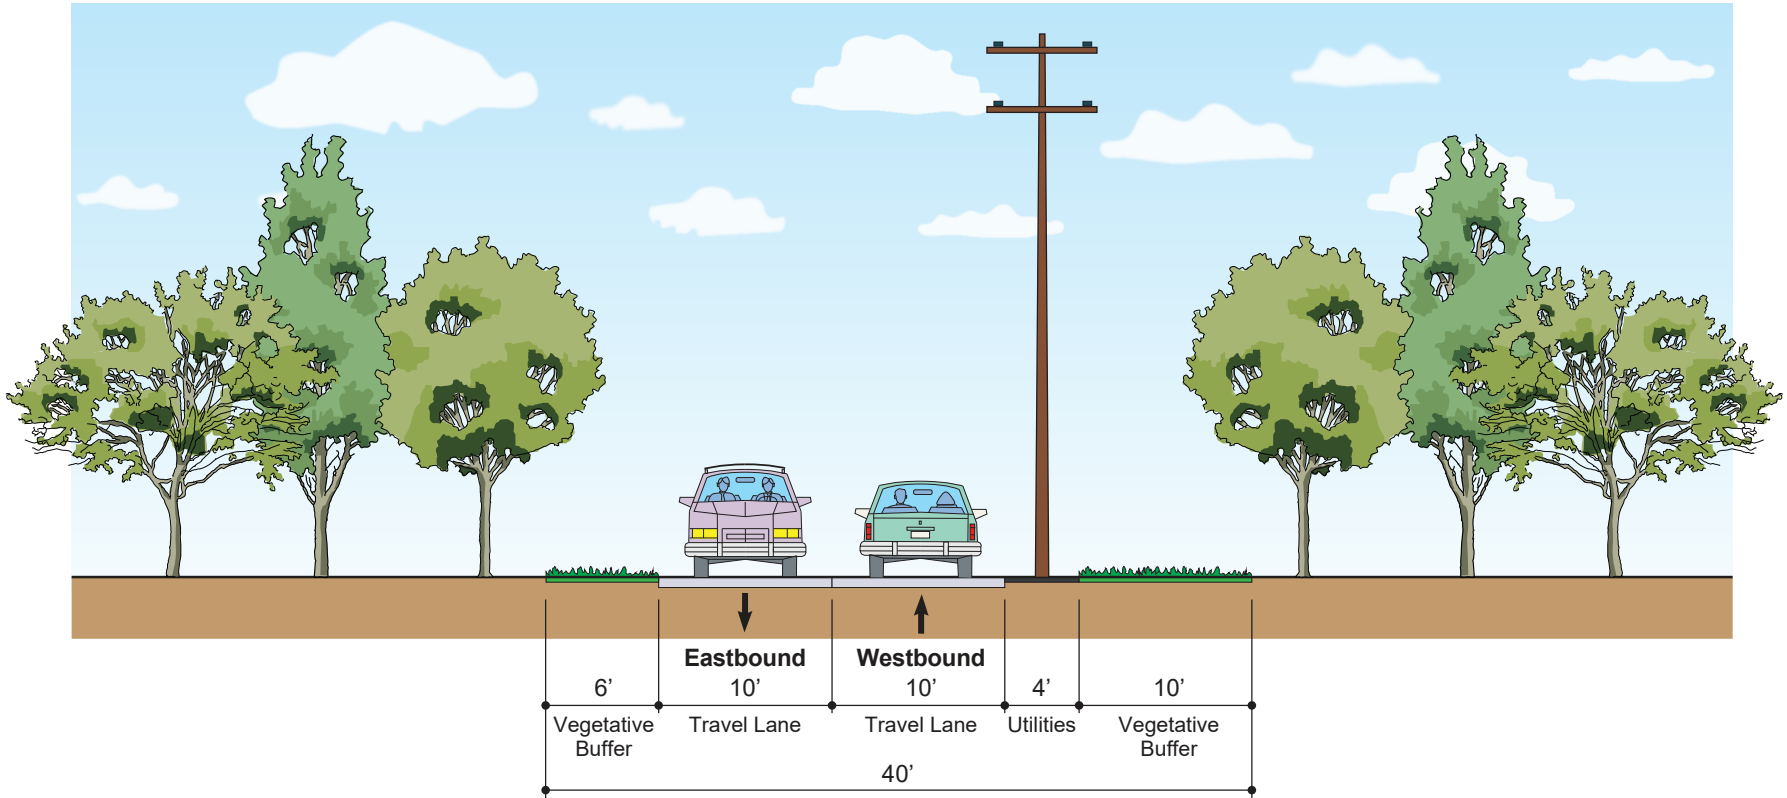 Eastbound
Westbound
6’
10’
10’
4’
10’
Vegetative
Buffer
Travel Lane
Travel Lane
Utilities
Vegetative
Buffer
40’